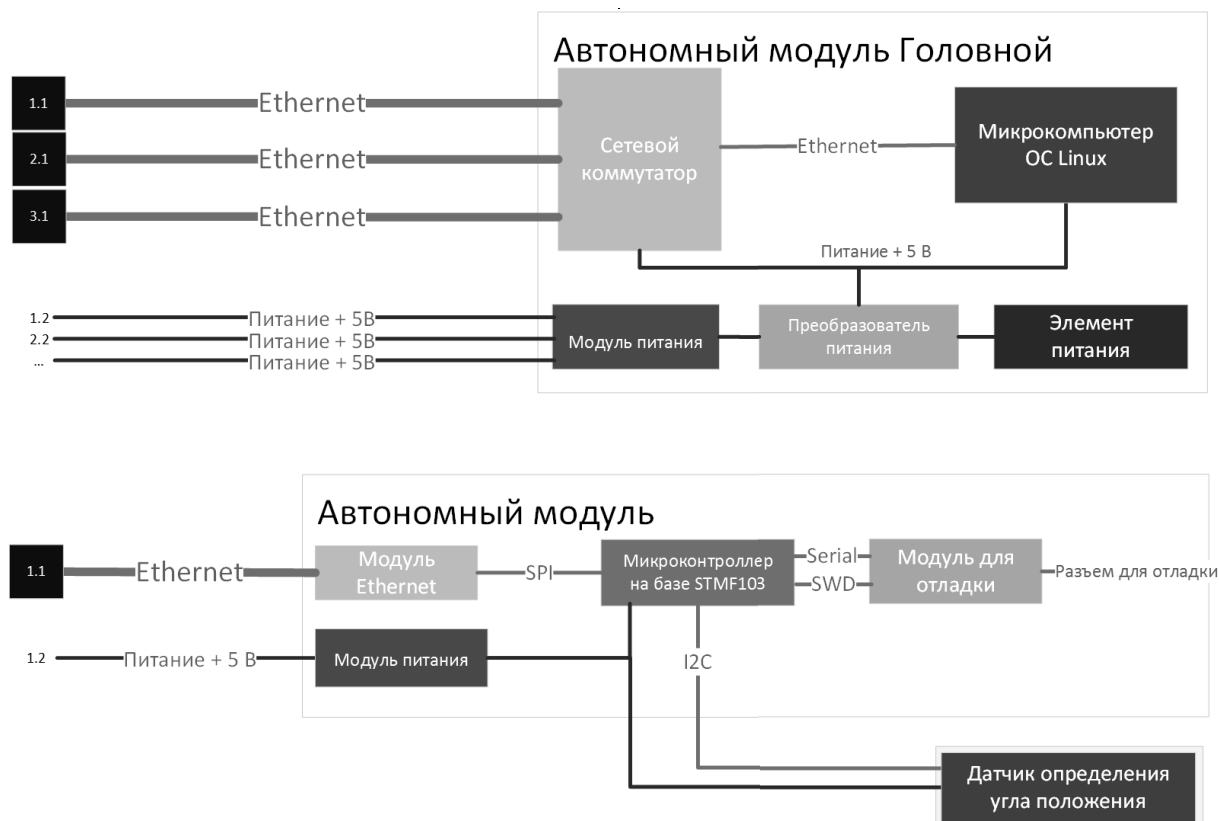 Автономный модуль Головной
1.1
Ethernet
2.1
Ethernet
3.1
Ethernet
Сетевой
коммутатор
Ethernet
Микрокомпьютер
ОС Linux
Питание + 5 В
1.2
Питание + 5В
2.2
Питание + 5В
...
Питание + 5В
Модуль питания
Преобразователь
питания
Элемент
питания
Автономный модуль
1.1
Ethernet
Модуль
Ethernet
SPI
Микроконтроллер
на базе STMF103
Serial
SWD
Модуль для
отладки
Разъем для отладки
1.2
Питание + 5 В
Модуль питания
I2C
Датчик определения
угла положения